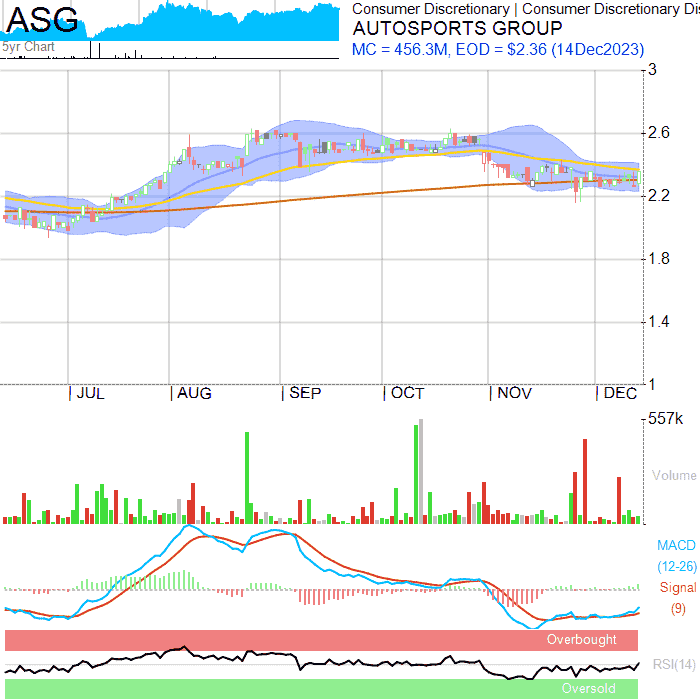 ASG
5yr Chart
Consumer Discretionary | Consumer Discretionary Dis
AUTOSPORTS GROUP
MC = 456.3M, EOD = $2.36 (14Dec2023)
3
2.6
2.2
1.8
1.4
1
| JUL | AUG | SEP | OCT | NOV | DEC
557k
Volume
MACD
(12-26)
Signal
(9)
Overbought
RSI(14)
Oversold